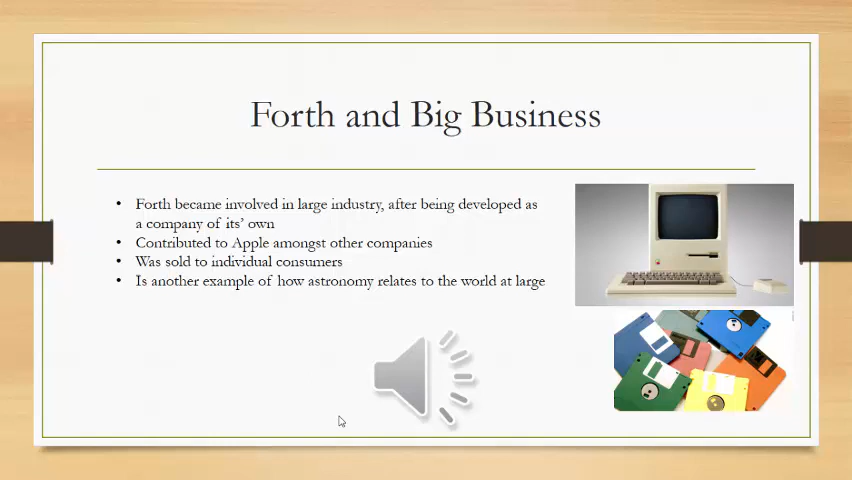 Forth and Big Business
• Forth became involved in large industry, after being developed as
a company of its’ own
• Contributed to Apple amongst other companies
• Was sold to individual consumers
• Is another example of how astronomy relates to the world at large